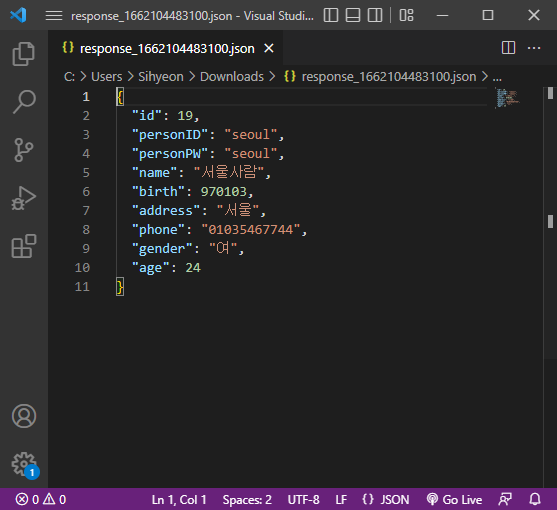 response_1662104483100.json - Visual Studi...
{} response_1662104483100.json
C: > Users > Sihyeon > Downloads > {} response_1662104483100.json > ...
1 {
2 "id": 19,
3 "personID": "seoul",
4 "personPW": "seoul",
5 "name": "서울사람",
6 "birth": 970103,
7 "address": "서울",
8 "phone": "01035467744",
9 "gender": "여",
10 "age": 24
11 }
1
0 0 Ln 1, Col 1 Spaces: 2 UTF-8 LF {} JSON Go Live